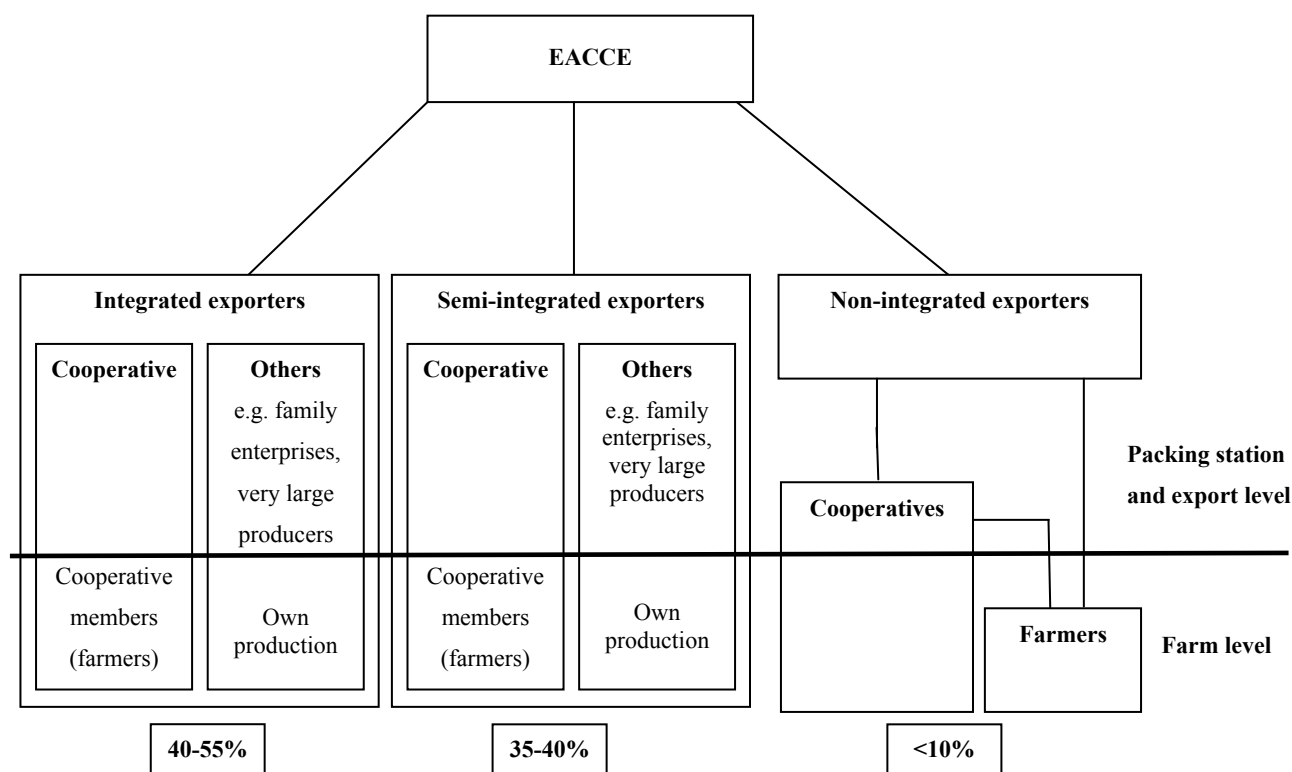 EACCE
Integrated exporters
Cooperative
Others
e.g. family
enterprises,
very large
producers
Cooperative
members
(farmers)
Own
production
40-55%
Semi-integrated exporters
Cooperative
Others
e.g. family
enterprises,
very large
producers
Cooperative
members
(farmers)
Own
production
35-40%
Non-integrated exporters
Cooperatives
Farmers
<10%
Packing station
and export level
Farm level